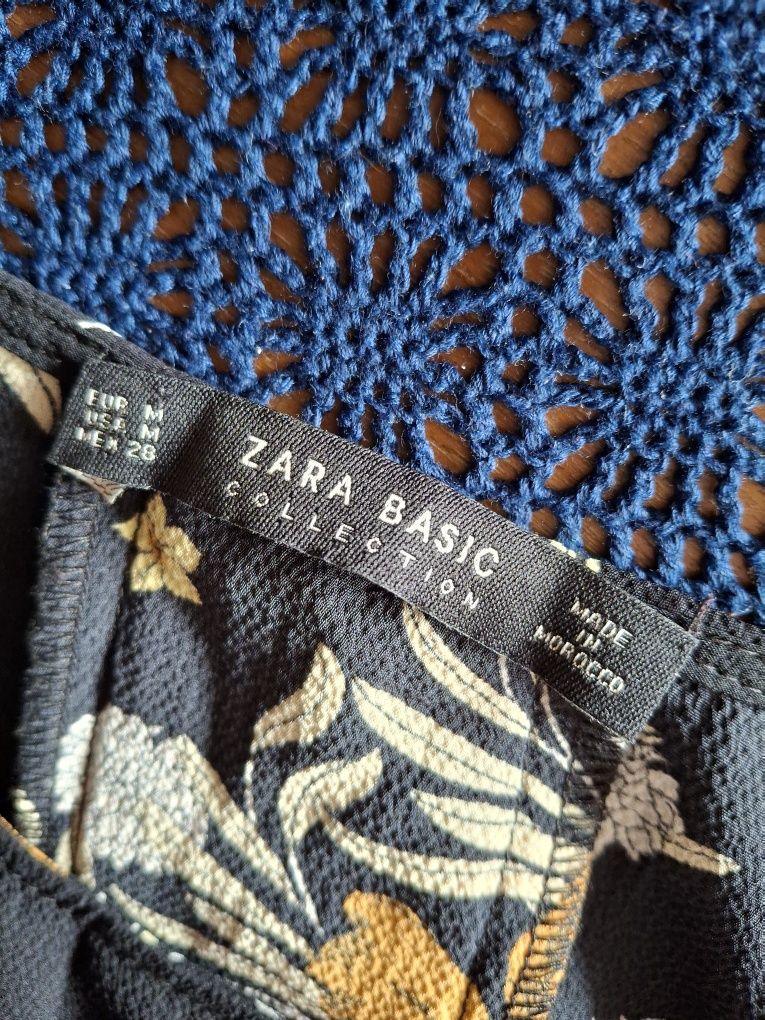 EUR M
USA M
MEX 28
ZARA BASIC
COLLECTION
MADE
IN
MOROCCO